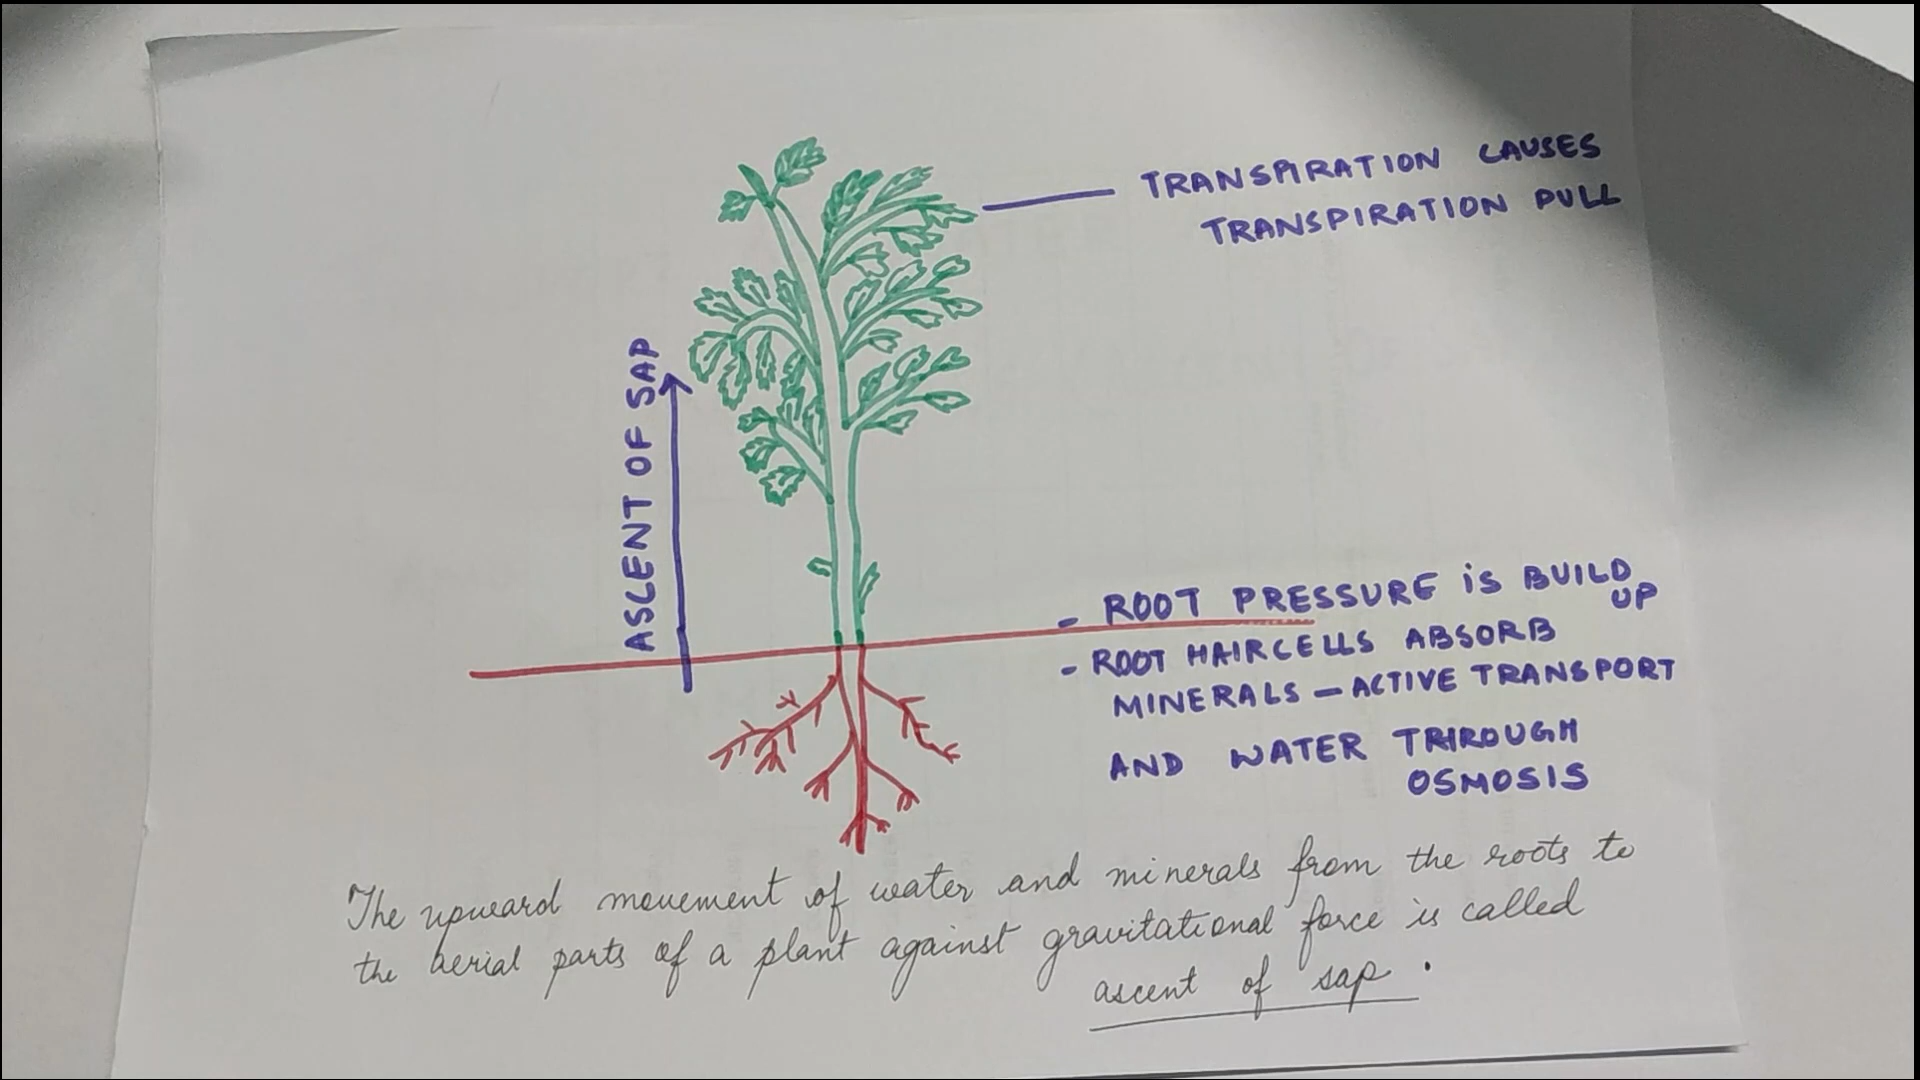 TRANSPIRATION CAUSES
TRANSPIRATION PULL
ASCENT OF SAP
- ROOT PRESSURE iS BUILD
UP
- ROOT HAIRCELLS ABSORB
MINERALS - ACTIVE TRANSPORT
AND WATER THROUGH
OSMOSIS
The upward movement of water and minerals from the roots to
the aerial parts of a plant against gravitational force is called
ascent of sap.